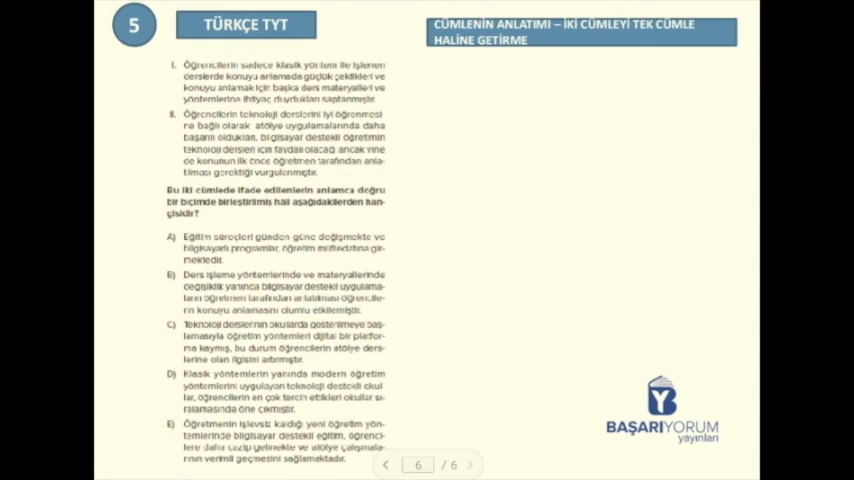 5
TÜRKÇE TYT
CÜMLENİN ANLATIMI – İKİ CÜMLEYİ TEK CÜMLE
HALİNE GETİRME
I. Öğrencilerin sadece klasik yöntem ile işlenen
derslerde konuyu anlamada güçlük çektikleri ve
konuyu anlamak için başka ders materyalleri ve
yöntemlerine ihtiyaç duydukları saptanmıştır.
II. Öğrencilerin teknoloji derslerini iyi öğrenmesi-
ne bağlı olarak atölye uygulamalarında daha
başarılı oldukları, bilgisayar destekli öğretimin
teknoloji dersleri için faydalı olacağı ancak yine
de konunun ilk önce öğretmen tarafından anla-
tılması gerektiği vurgulanmıştır.
Bu iki cümlede ifade edilenlerin anlamca doğru
bir biçimde birleştirilmiş hâli aşağıdakilerden han-
gisidir?
A) Eğitim süreçleri günden güne değişmekte ve
bilgisayarlı programlar, öğretim müfredatına gir-
mektedir.
B) Ders işleme yöntemlerinde ve materyallerinde
değişiklik yanınca bilgisayar destekli uygulama-
ların öğretmen tarafından anlatılması öğrencile-
rin konuyu anlamasını olumlu etkilemiştir.
C) Teknoloji derslerinin okullarda gösterilmeye baş-
lamasıyla öğretim yöntemleri dijital bir platfor-
ma kaymış, bu durum öğrencilerin atölye ders-
lerine olan ilgisini artırmıştır.
D) Klasik yöntemlerin yanında modern öğretim
yöntemlerini uygulayan teknoloji destekli okul-
lar, öğrencilerin en çok tercih ettikleri okullar sı-
ralamasında öne çıkmıştır.
E) Öğretmenin işlevsiz kaldığı yeni öğretim yön-
temlerinde bilgisayar destekli eğitim, öğrenci-
lere daha cazip gelmekte ve atölye çalışmala-
rının verimli geçmesini sağlamaktadır.
BAŞARIYORUM
yayınları
6 / 6